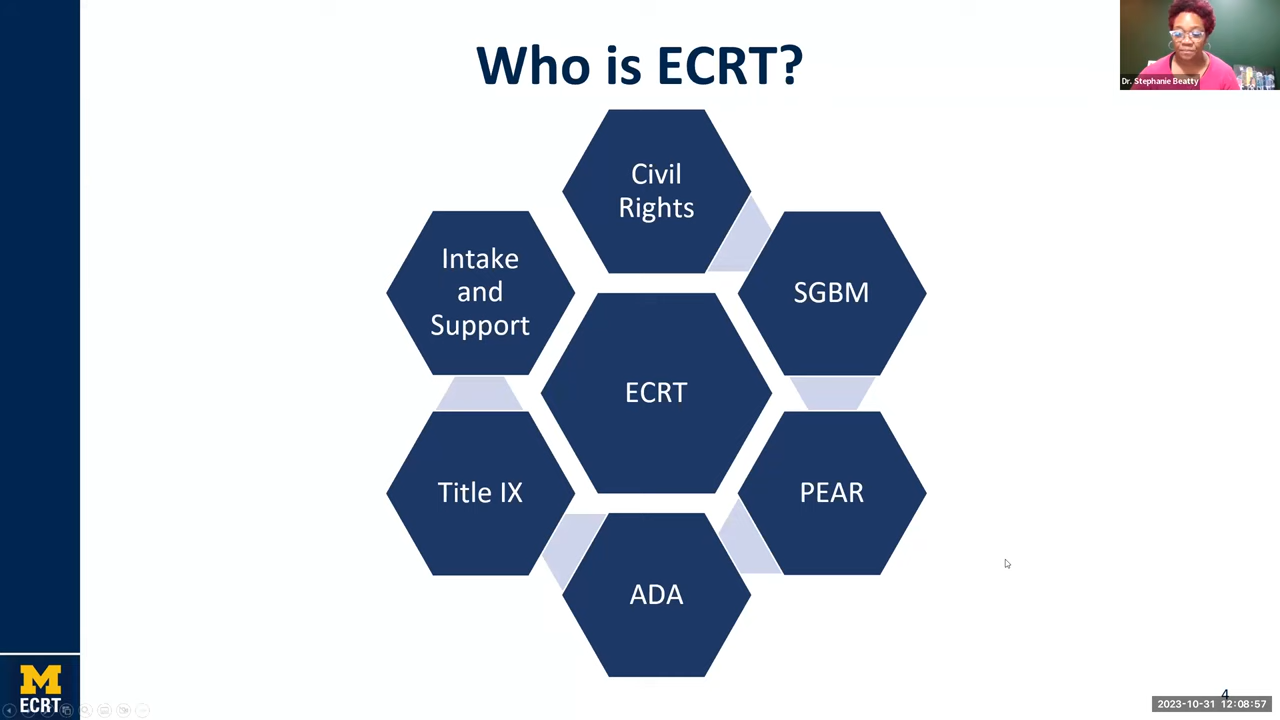 Who is ECRT?
Dr. Stephanie Beatty
Civil
Rights
Intake
and
Support
SGBM
ECRT
Title IX
PEAR
ADA
M
ECRT
4
2023-10-31 12:08:57